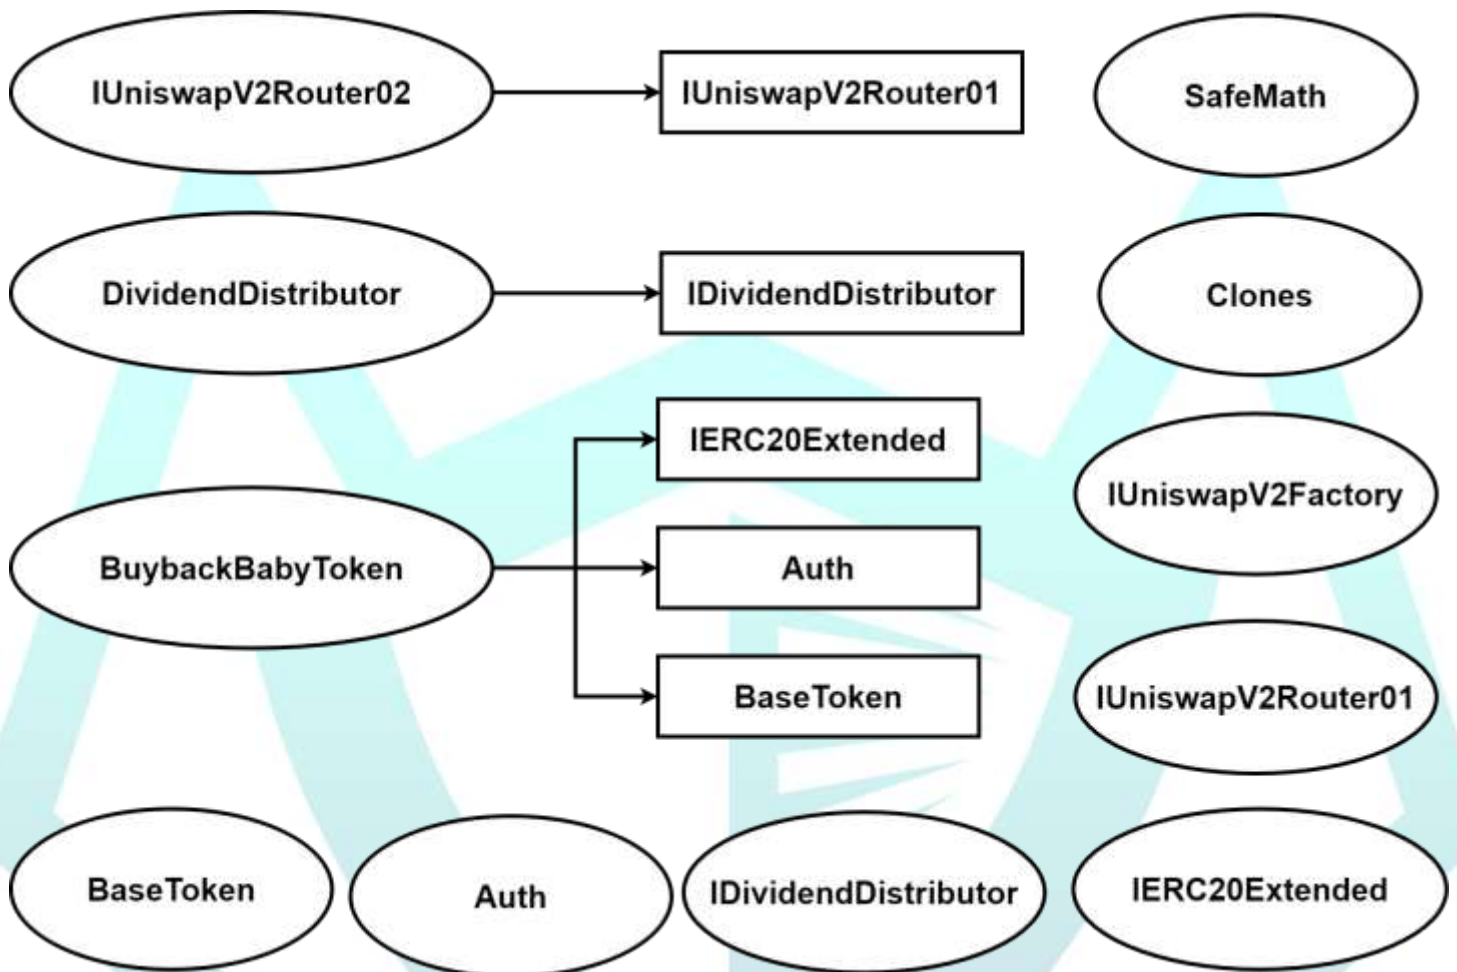 IUniswapV2Router02
IUniswapV2Router01
SafeMath
DividendDistributor
IDividendDistributor
Clones
IERC20Extended
IUniswapV2Factory
BuybackBabyToken
Auth
BaseToken
IUniswapV2Router01
BaseToken
Auth
IDividendDistributor
IERC20Extended